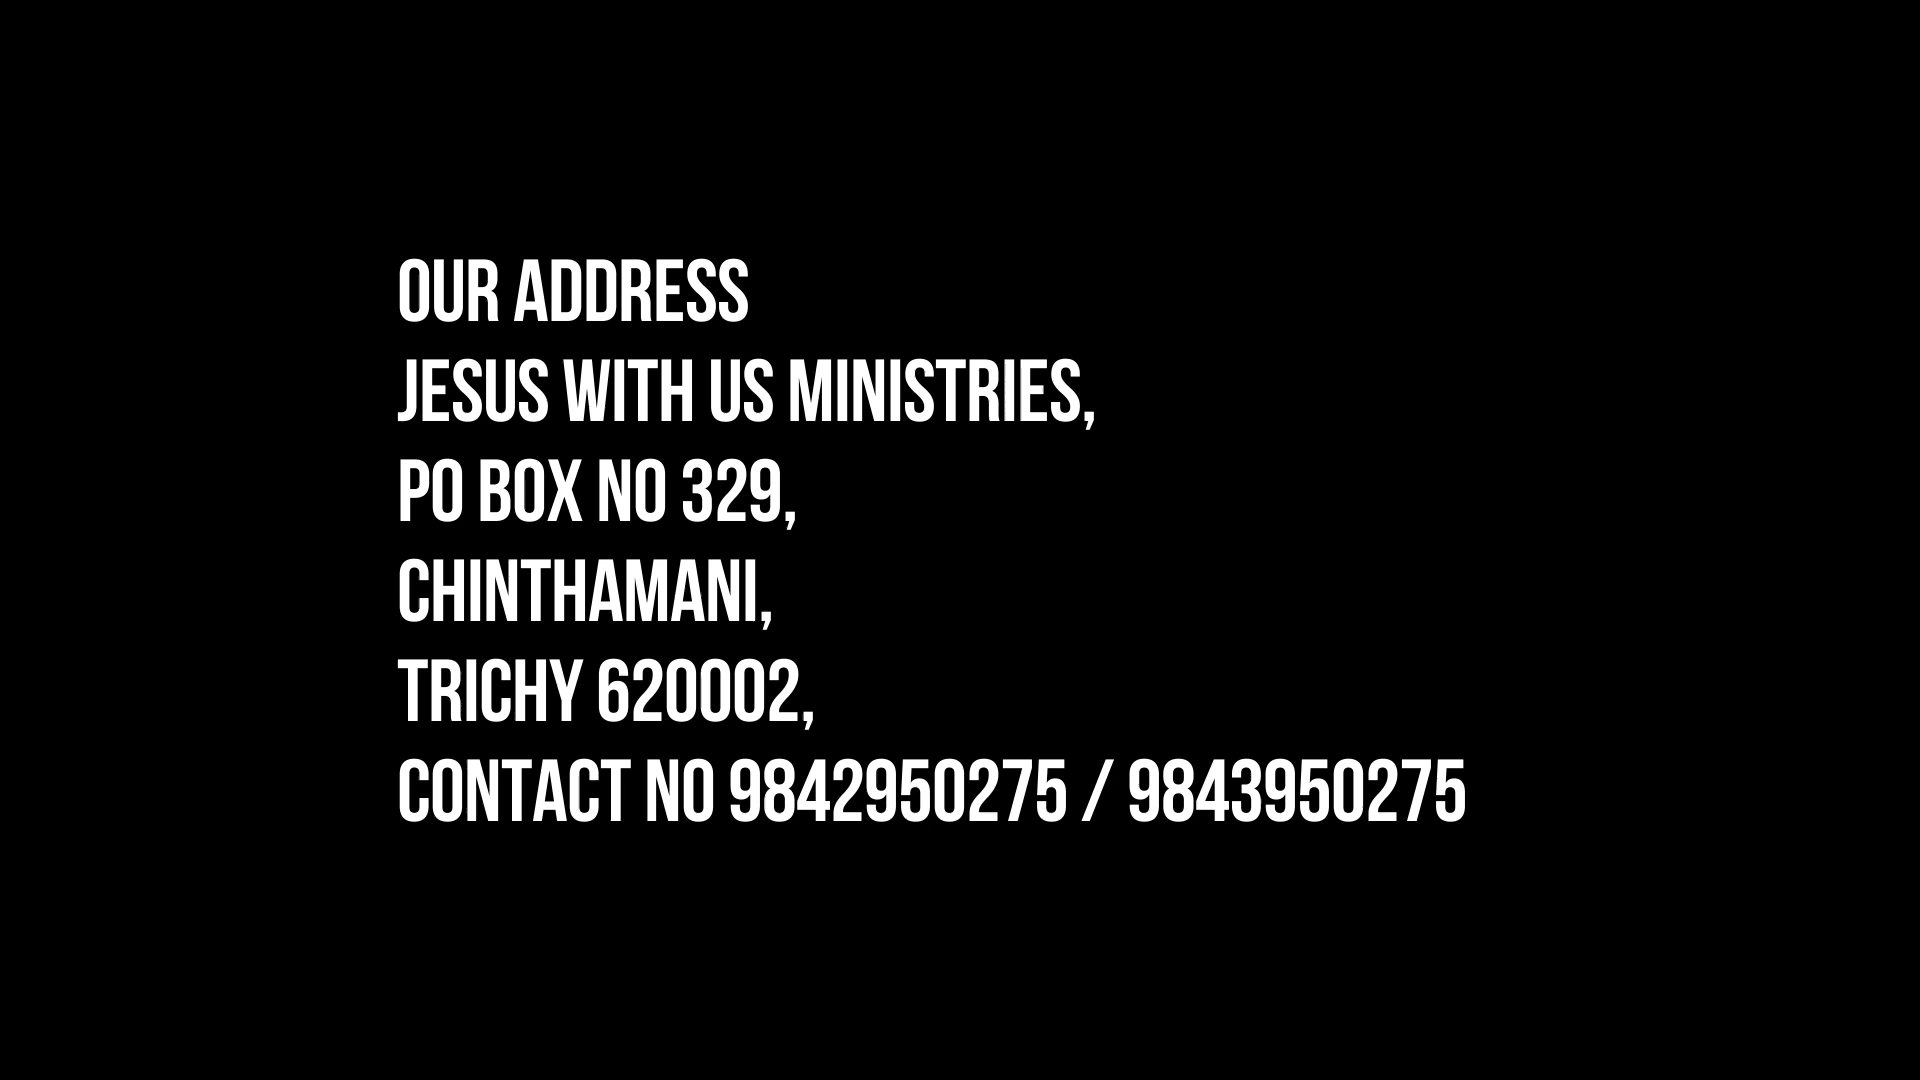 OUR ADDRESS
JESUS WITH US MINISTRIES,
PO BOX NO 329,
CHINTHAMANI,
TRICHY 620002,
CONTACT NO 9842950275 / 9843950275